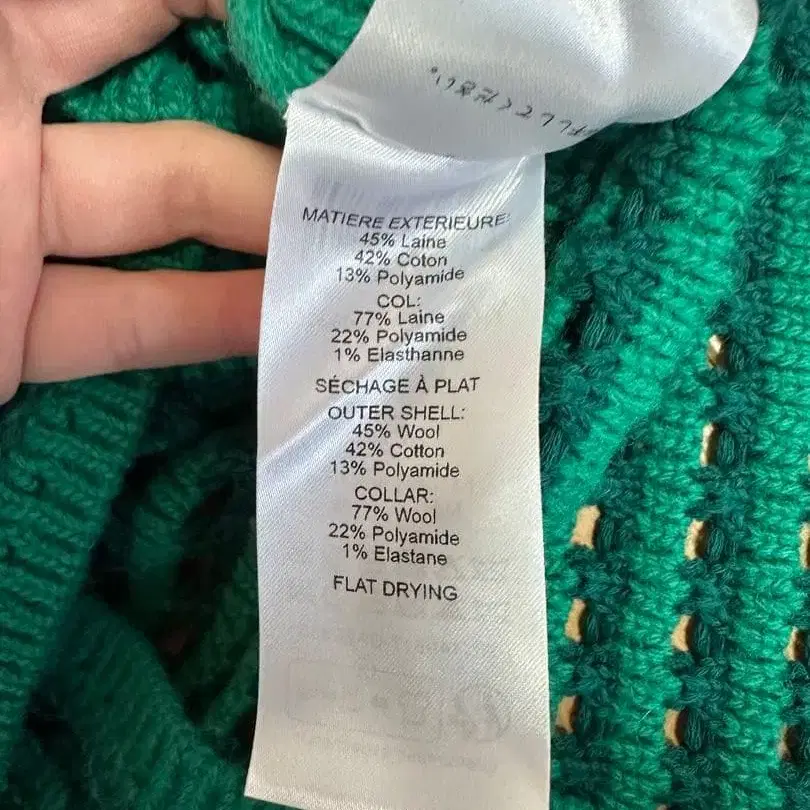 MATIERE EXTERIEURE:
45% Laine
42% Coton
13% Polyamide
COL:
77% Laine
22% Polyamide
1% Elasthanne
SÉCHAGE À PLAT
OUTER SHELL:
45% Wool
42% Cotton
13% Polyamide
COLLAR:
77% Wool
22% Polyamide
1% Elastane
FLAT DRYING